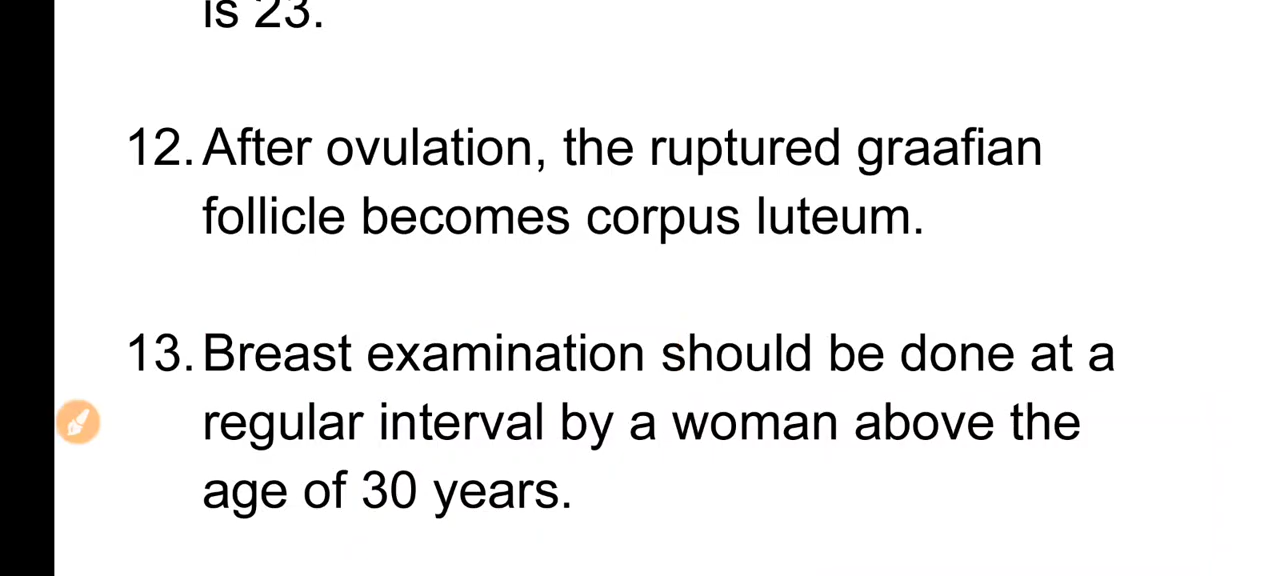 is 23.
12. After ovulation, the ruptured graafian
follicle becomes corpus luteum.
13. Breast examination should be done at a
regular interval by a woman above the
age of 30 years.